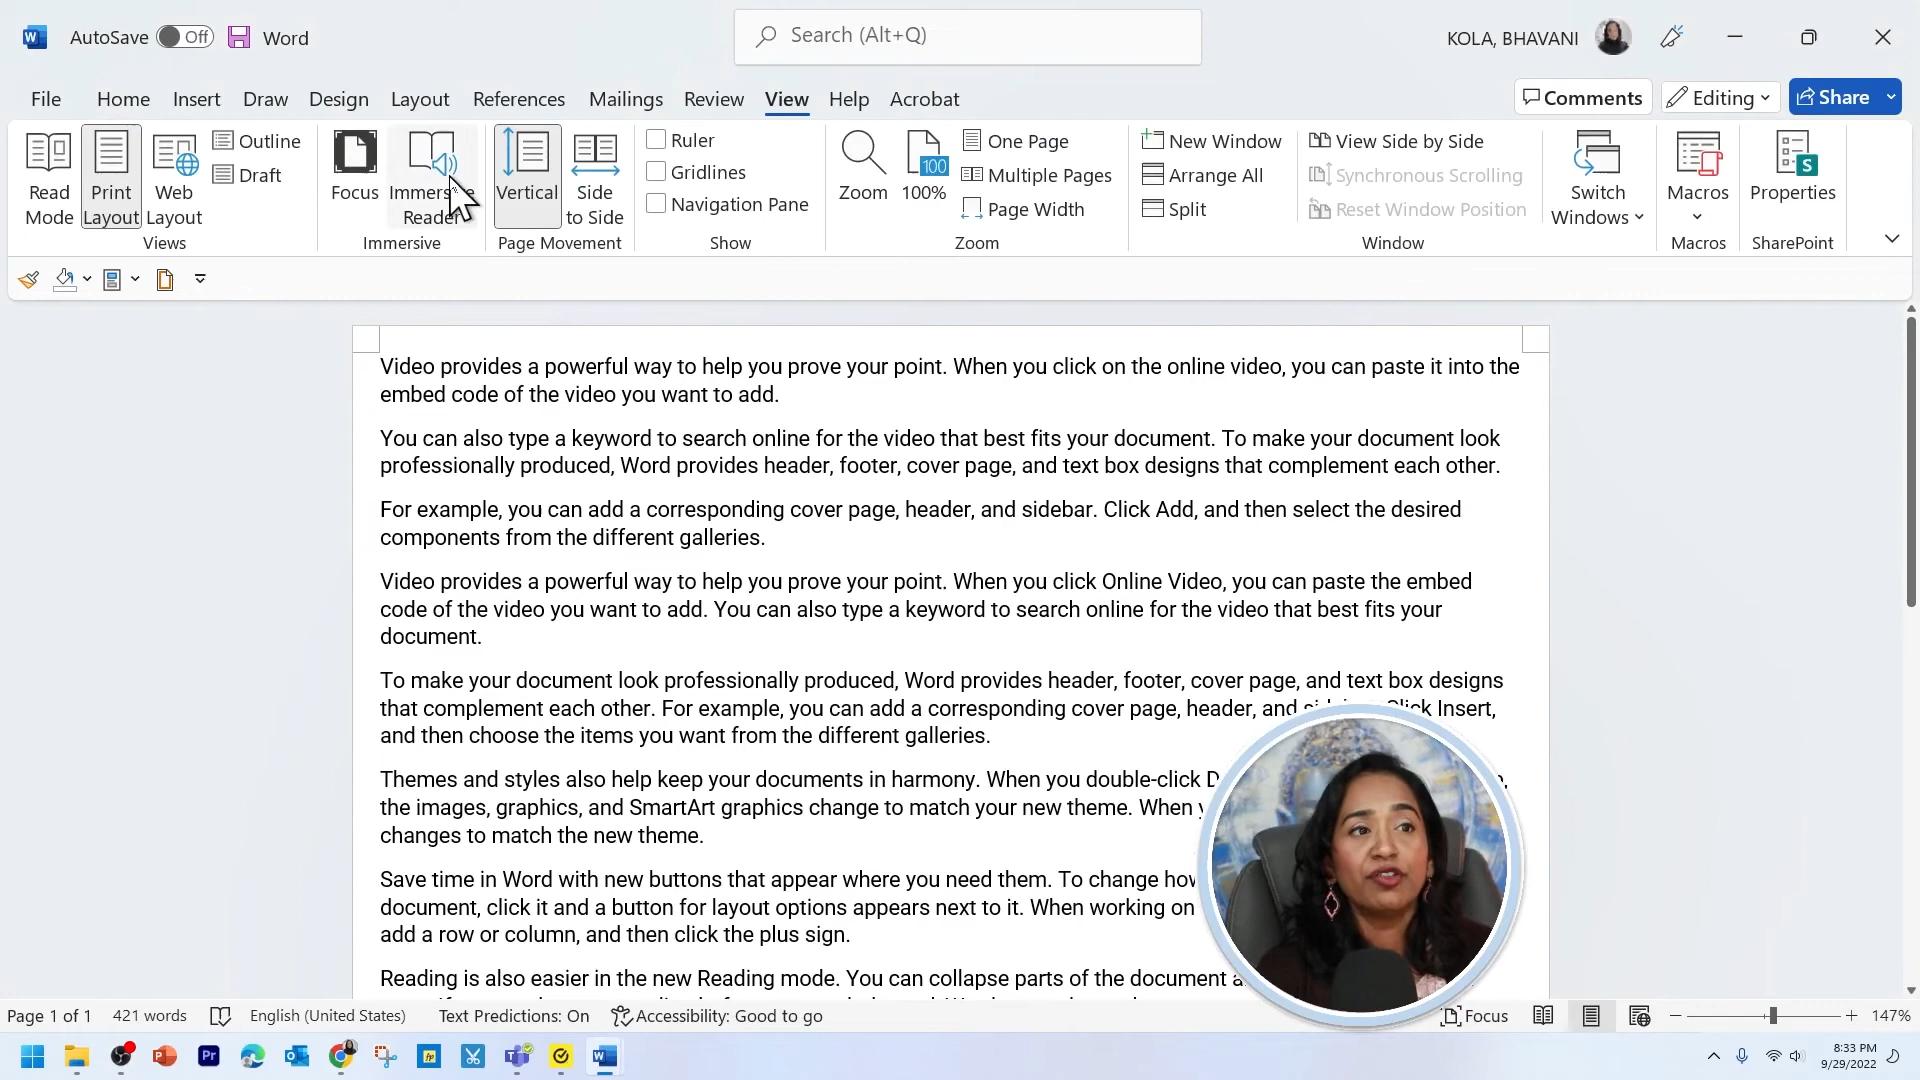 AutoSave Off Word Search (Alt+Q) KOLA, BHAVANI
File Home Insert Draw Design Layout References Mailings Review View Help Acrobat Comments Editing Share
Read Mode
Print Layout
Web Layout
Outline
Draft
Views
Focus
Immersive Reader
Immersive
Vertical
Side to Side
Page Movement
Ruler
Gridlines
Navigation Pane
Show
Zoom
100
100%
One Page
Multiple Pages
Page Width
Zoom
New Window
Arrange All
Split
View Side by Side
Synchronous Scrolling
Reset Window Position
Switch Windows
Window
Macros
Macros
Properties
SharePoint
Video provides a powerful way to help you prove your point. When you click on the online video, you can paste it into the
embed code of the video you want to add.
You can also type a keyword to search online for the video that best fits your document. To make your document look
professionally produced, Word provides header, footer, cover page, and text box designs that complement each other.
For example, you can add a corresponding cover page, header, and sidebar. Click Add, and then select the desired
components from the different galleries.
Video provides a powerful way to help you prove your point. When you click Online Video, you can paste the embed
code of the video you want to add. You can also type a keyword to search online for the video that best fits your
document.
To make your document look professionally produced, Word provides header, footer, cover page, and text box designs
that complement each other. For example, you can add a corresponding cover page, header, and Click Insert,
and then choose the items you want from the different galleries.
Themes and styles also help keep your documents in harmony. When you double-click
the images, graphics, and SmartArt graphics change to match your new theme. When
changes to match the new theme.
Save time in Word with new buttons that appear where you need them. To change how
document, click it and a button for layout options appears next to it. When working on
add a row or column, and then click the plus sign.
Reading is also easier in the new Reading mode. You can collapse parts of the document
Page 1 of 1 421 words English (United States) Text Predictions: On Accessibility: Good to go Focus 147%
8:33 PM
9/29/2022